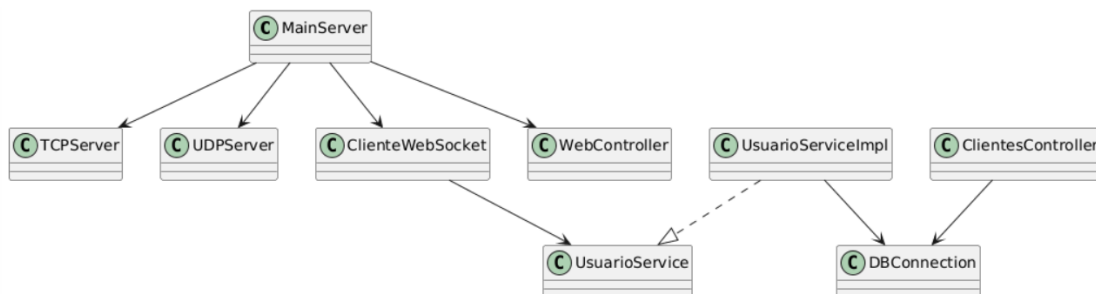 C MainServer
C TCPServer
C UDPServer
C ClienteWebSocket
C WebController
C UsuarioServiceImpl
C ClientesController
C UsuarioService
C DBConnection